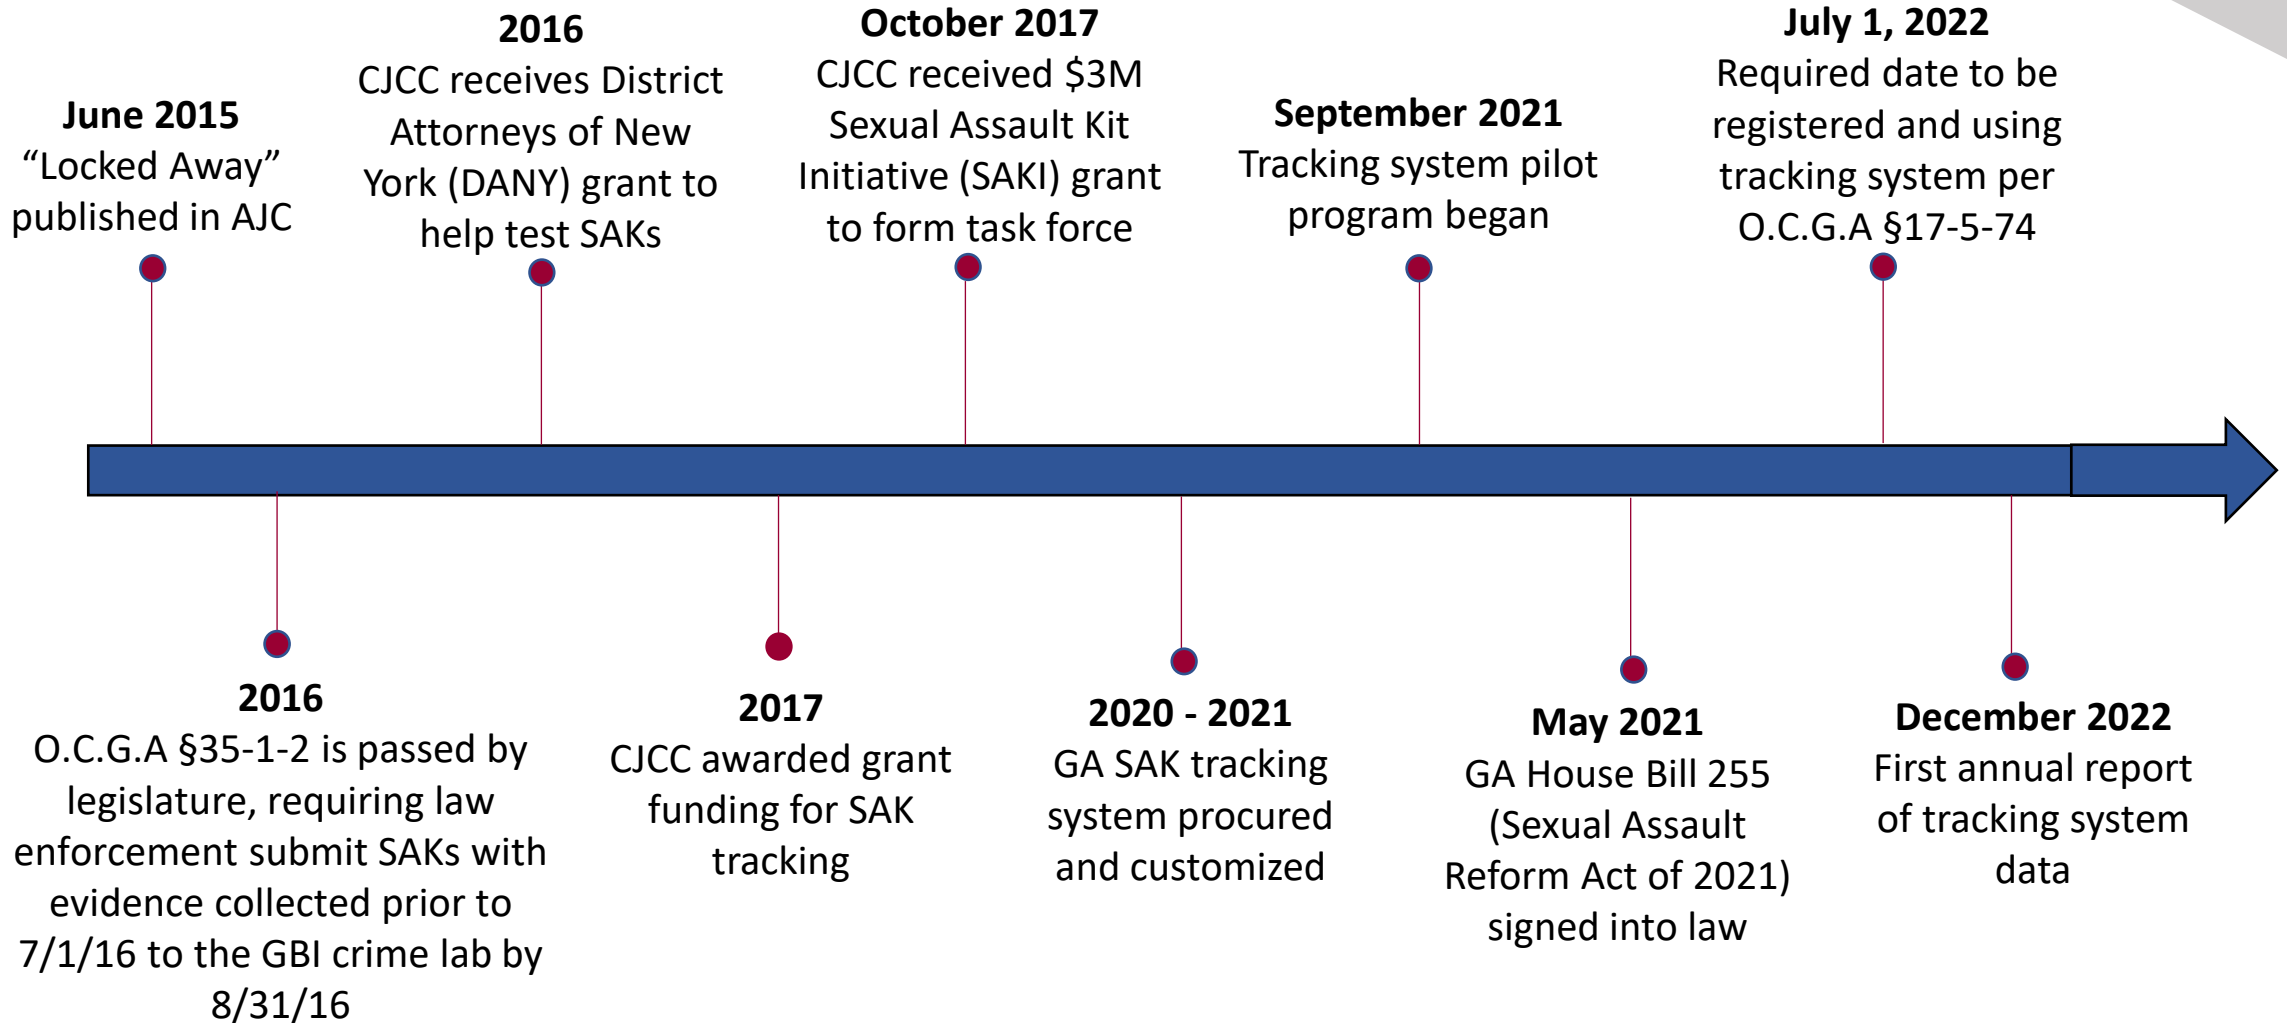 June 2015
“Locked Away”
published in AJC
2016
CJCC receives District
Attorneys of New
York (DANY) grant to
help test SAKs
October 2017
CJCC received $3M
Sexual Assault Kit
Initiative (SAKI) grant
to form task force
September 2021
Tracking system pilot
program began
July 1, 2022
Required date to be
registered and using
tracking system per
O.C.G.A §17-5-74
2016
O.C.G.A §35-1-2 is passed by
legislature, requiring law
enforcement submit SAKs with
evidence collected prior to
7/1/16 to the GBI crime lab by
8/31/16
2017
CJCC awarded grant
funding for SAK
tracking
2020 - 2021
GA SAK tracking
system procured
and customized
May 2021
GA House Bill 255
(Sexual Assault
Reform Act of 2021)
signed into law
December 2022
First annual report
of tracking system
data